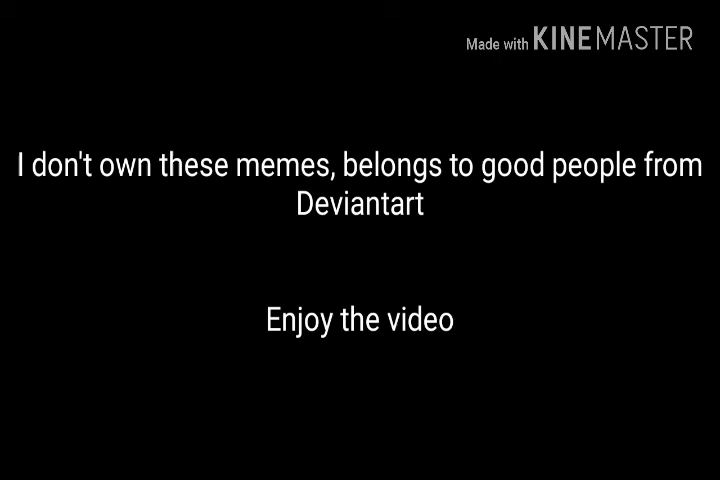 Made with KINEMASTER
I don't own these memes, belongs to good people from
Deviantart
Enjoy the video